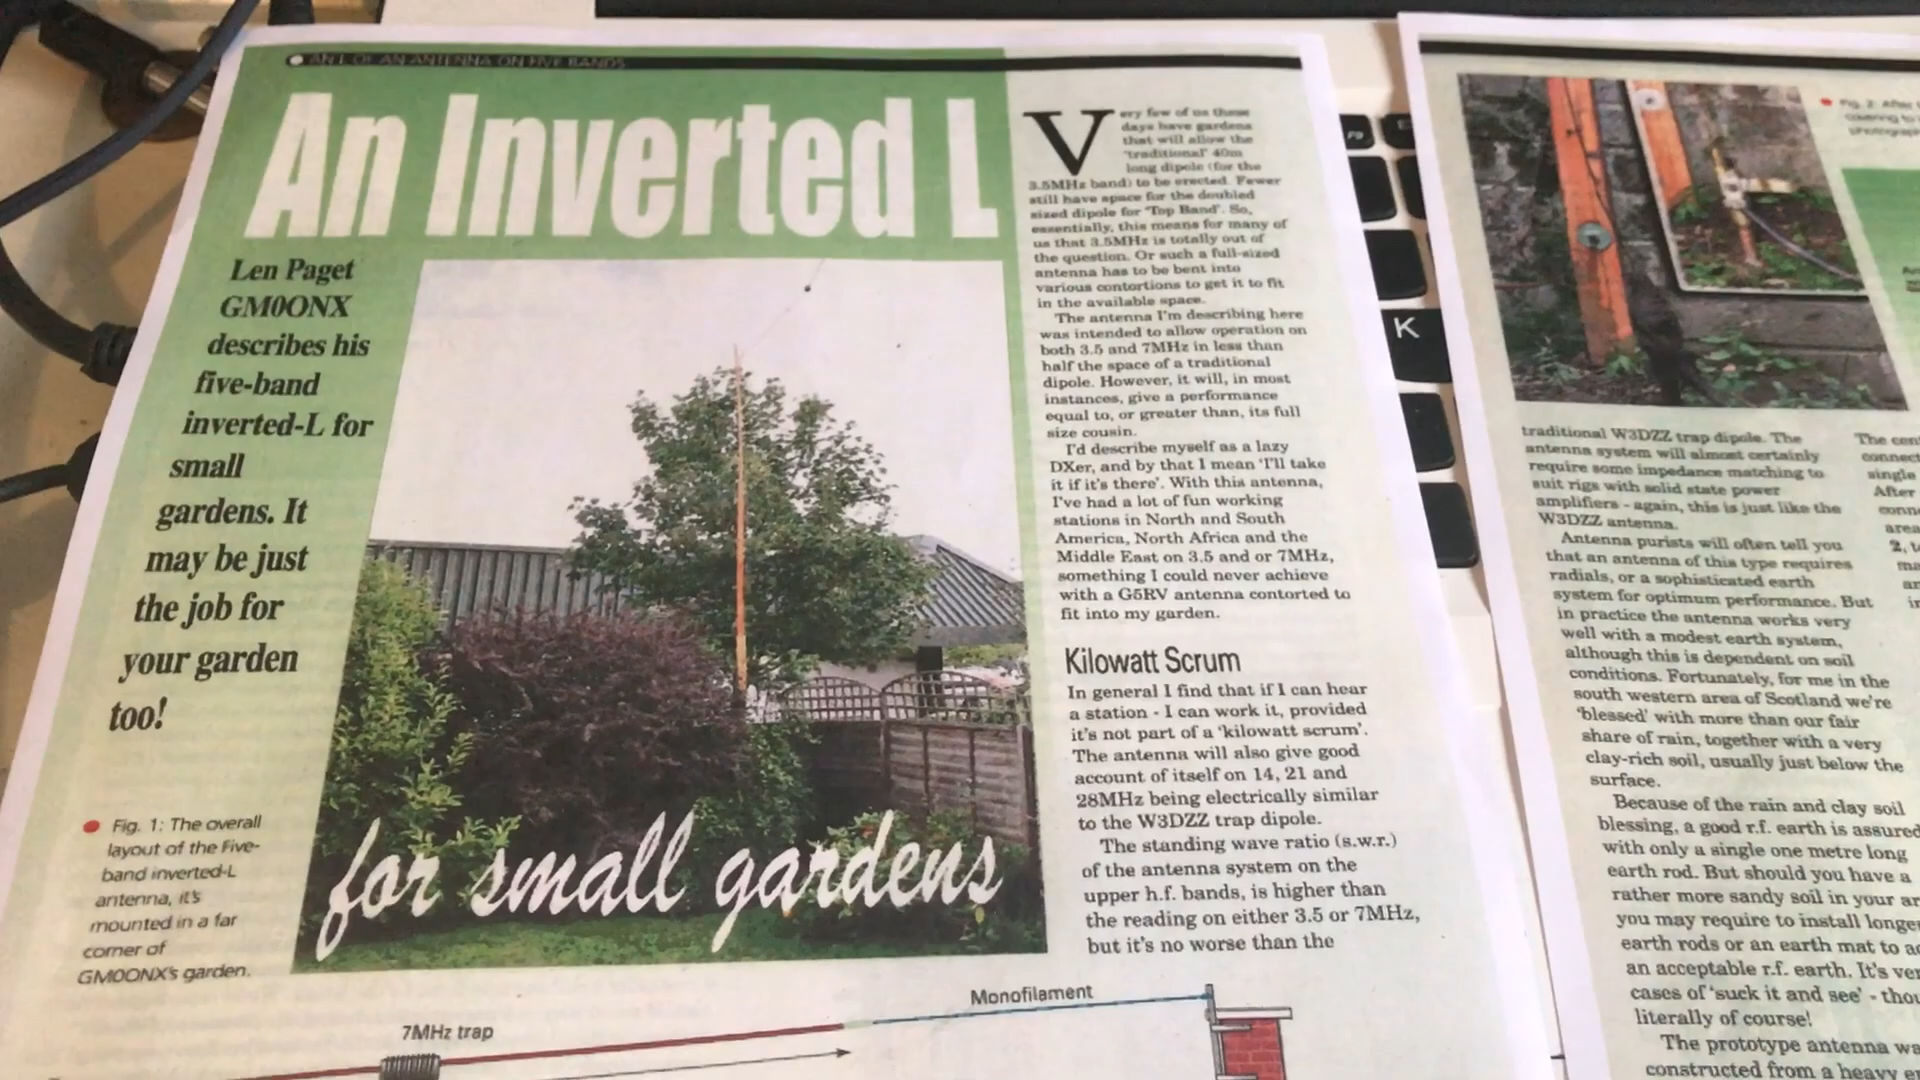 AN L OF AN ANTENNA ON FIVE BANDS
An Inverted L
for small gardens
Len Paget
GM0ONX
describes his
five-band
inverted-L for
small
gardens. It
may be just
the job for
your garden
too!
Fig. 1: The overall
layout of the Five-
band inverted-L
antenna, it's
mounted in a far
corner of
GM0ONX's garden.
Very few of us these
days have gardens
that will allow the
'traditional' 40m
long dipole (for the
3.5MHz band) to be erected. Fewer
still have space for the doubled
sized dipole for 'Top Band'. So,
essentially, this means for many of
us that 3.5MHz is totally out of
the question. Or such a full-sized
antenna has to be bent into
various contortions to get it to fit
in the available space.
The antenna I'm describing here
was intended to allow operation on
both 3.5 and 7MHz in less than
half the space of a traditional
dipole. However, it will, in most
instances, give a performance
equal to, or greater than, its full
size cousin.
I'd describe myself as a lazy
DXer, and by that I mean 'I'll take
it if it's there'. With this antenna,
I've had a lot of fun working
stations in North and South
America, North Africa and the
Middle East on 3.5 and or 7MHz,
something I could never achieve
with a G5RV antenna contorted to
fit into my garden.
Kilowatt Scrum
In general I find that if I can hear
a station - I can work it, provided
it's not part of a 'kilowatt scrum'.
The antenna will also give good
account of itself on 14, 21 and
28MHz being electrically similar
to the W3DZZ trap dipole.
The standing wave ratio (s.w.r.)
of the antenna system on the
upper h.f. bands, is higher than
the reading on either 3.5 or 7MHz,
but it's no worse than the
7MHz trap
Monofilament
F9
K
Fig. 2: After
covering to
photograph
traditional W3DZZ trap dipole. The
antenna system will almost certainly
require some impedance matching to
suit rigs with solid state power
amplifiers - again, this is just like the
W3DZZ antenna.
Antenna purists will often tell you
that an antenna of this type requires
radials, or a sophisticated earth
system for optimum performance. But
in practice the antenna works very
well with a modest earth system,
although this is dependent on soil
conditions. Fortunately, for me in the
south western area of Scotland we're
'blessed' with more than our fair
share of rain, together with a very
clay-rich soil, usually just below the
surface.
Because of the rain and clay soil
blessing, a good r.f. earth is assured
with only a single one metre long
earth rod. But should you have a
rather more sandy soil in your
you may require to install longer
earth rods or an earth mat to
an acceptable r.f. earth. It's
cases of 'suck it and see' -
literally of course!
The prototype antenna
constructed from a heavy
The
connect
single
After
2,